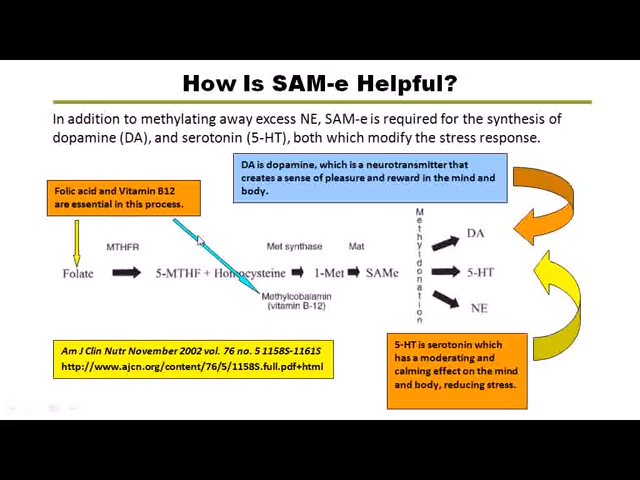 How Is SAM-e Helpful?
In addition to methylating away excess NE, SAM-e is required for the synthesis of
dopamine (DA), and serotonin (5-HT), both which modify the stress response.
DA is dopamine, which is a neurotransmitter that
creates a sense of pleasure and reward in the mind and
body.
Folic acid and Vitamin B12
are essential in this process.
MTHFR
Met synthase
Mat
Methyldonation
DA
Folate
5-MTHF + Homocysteine
1-Met
SAMe
5-HT
Methylcobalamin
(vitamin B-12)
NE
Am J Clin Nutr November 2002 vol. 76 no. 5 1158S-1161S
http://www.ajcn.org/content/76/5/1158S.full.pdf+html
5-HT is serotonin which
has a moderating and
calming effect on the mind
and body, reducing stress.